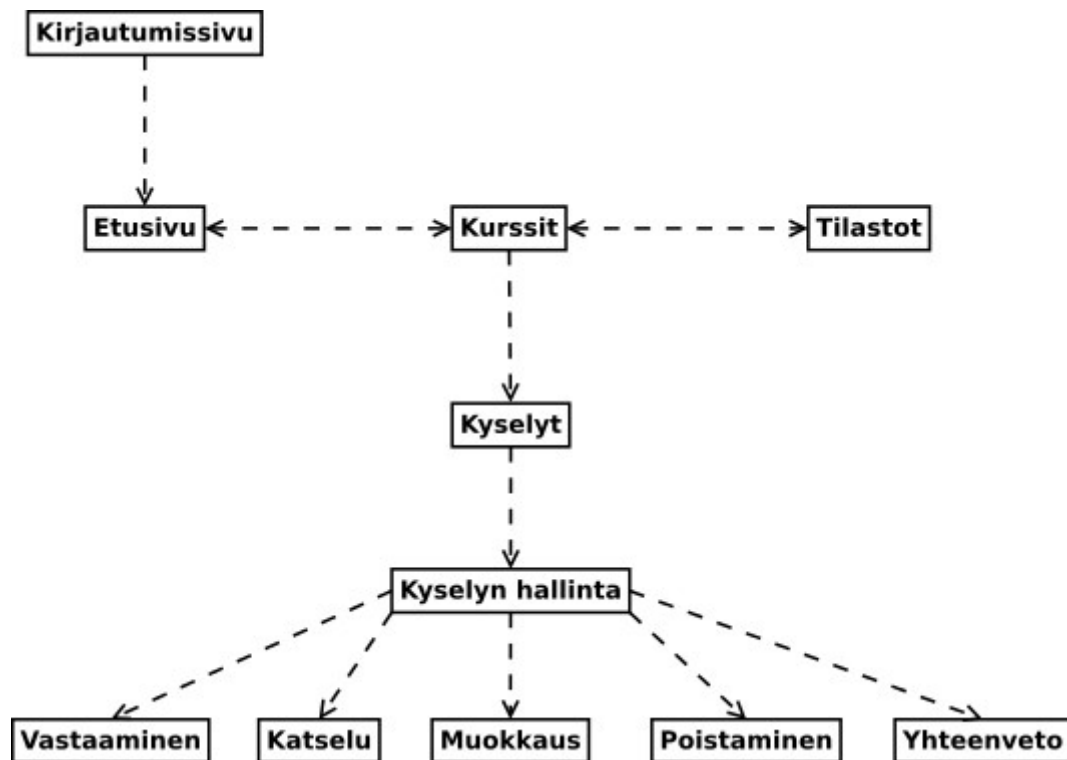 Kirjautumissivu
Etusivu
Kurssit
Tilastot
Kyselyt
Kyselyn hallinta
Vastaaminen
Katselu
Muokkaus
Poistaminen
Yhteenveto